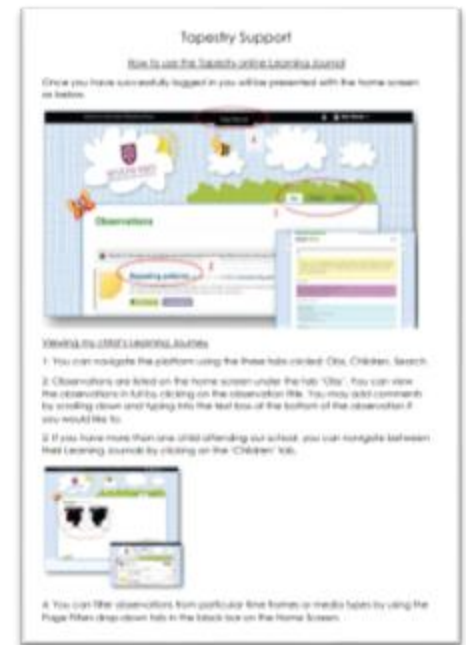 Tapestry Support
How to use the Tapestry online Learning Journal
Once you have successfully logged in you will be presented with the home screen
as below.
Observations
Viewing my child's Learning Journey
1. You can navigate the platform using the three tabs circled: Obs, Children, Search.
2. Observations are listed on the home screen under the tab 'Obs'. You can view
the observations in full by clicking on the observation title. You may add comments
by scrolling down and typing into the text box at the bottom of the observation if
you would like to.
If you have more than one child attending our school, you can navigate between
their Learning Journals by clicking on the 'Children' tab.
4. You can filter observations from particular time frames or media types by using the
Page Filters drop down tab in the black bar on the Home Screen.